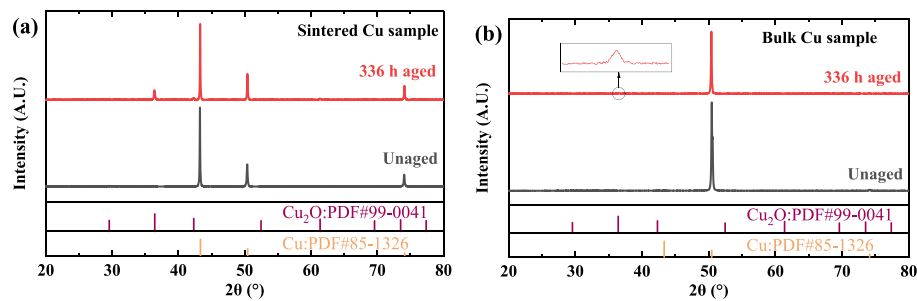 (a)
Sintered Cu sample
336 h aged
Unaged
Intensity (A.U.)
Cu₂O:PDF#99-0041
Cu:PDF#85-1326
20 30 40 50 60 70 80
2θ (°)
(b)
Bulk Cu sample
336 h aged
Unaged
Intensity (A.U.)
Cu₂O:PDF#99-0041
Cu:PDF#85-1326
20 30 40 50 60 70 80
2θ (°)